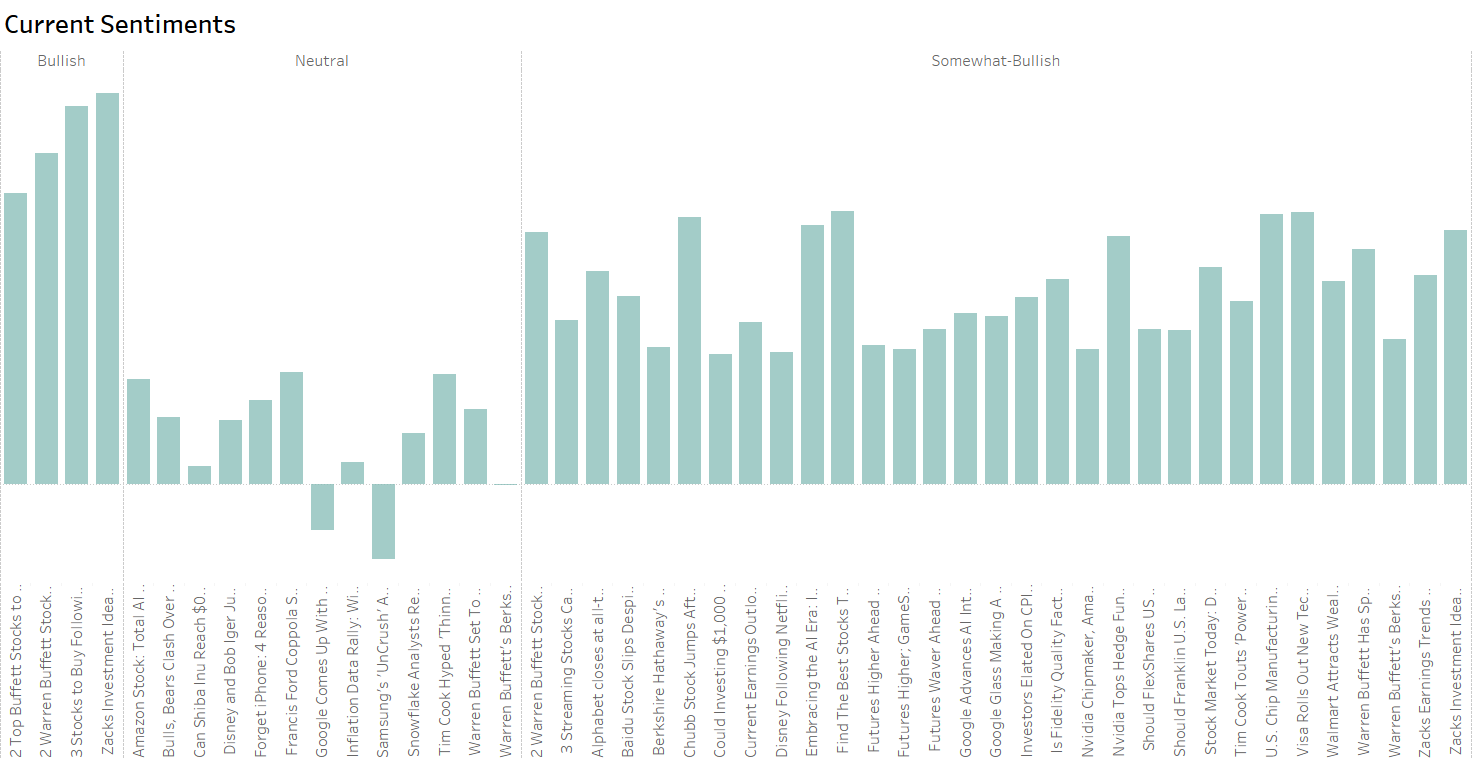 Current Sentiments
Bullish
Neutral
Somewhat-Bullish
2 Top Buffett Stocks to ..
2 Warren Buffett Stock..
3 Stocks to Buy Followi..
Zacks Investment Idea..
Amazon Stock: Total AI ..
Bulls, Bears Clash Over ..
Can Shiba Inu Reach $0..
Disney and Bob Iger Ju..
Forget iPhone: 4 Reaso..
Francis Ford Coppola S..
Google Comes Up With ..
Inflation Data Rally: Wi..
Samsung's 'UnCrush' A..
Snowflake Analysts Re..
Tim Cook Hyped 'Thinn..
Warren Buffett Set To ..
Warren Buffett's Berks..
2 Warren Buffett Stock..
3 Streaming Stocks Ca..
Alphabet closes at all-t..
Baidu Stock Slips Despi..
Berkshire Hathaway's ..
Chubb Stock Jumps Aft..
Could Investing $1,000 ..
Current Earnings Outlo..
Disney Following Netfli..
Embracing the AI Era: I..
Find The Best Stocks T..
Futures Higher Ahead ..
Futures Higher; GameS..
Futures Waver Ahead ..
Google Advances AI Int..
Google Glass Making A ..
Investors Elated On CPI..
Is Fidelity Quality Fact..
Nvidia Chipmaker, Ama..
Nvidia Tops Hedge Fun..
Should FlexShares US ..
Should Franklin U.S. La..
Stock Market Today: D..
Tim Cook Touts 'Power..
U.S. Chip Manufacturin..
Visa Rolls Out New Tec..
Walmart Attracts Weal..
Warren Buffett Has Sp..
Warren Buffett's Berks..
Zacks Earnings Trends ..
Zacks Investment Idea..